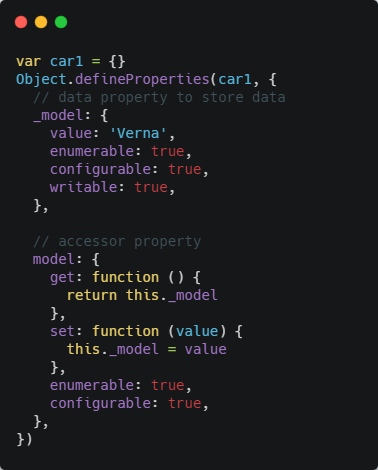 var car1 = {}
Object.defineProperties(car1, {
  // data property to store data
  _model: {
    value: 'Verna',
    enumerable: true,
    configurable: true,
    writable: true,
  },

  // accessor property
  model: {
    get: function () {
      return this._model
    },
    set: function (value) {
      this._model = value
    },
    enumerable: true,
    configurable: true,
  },
})